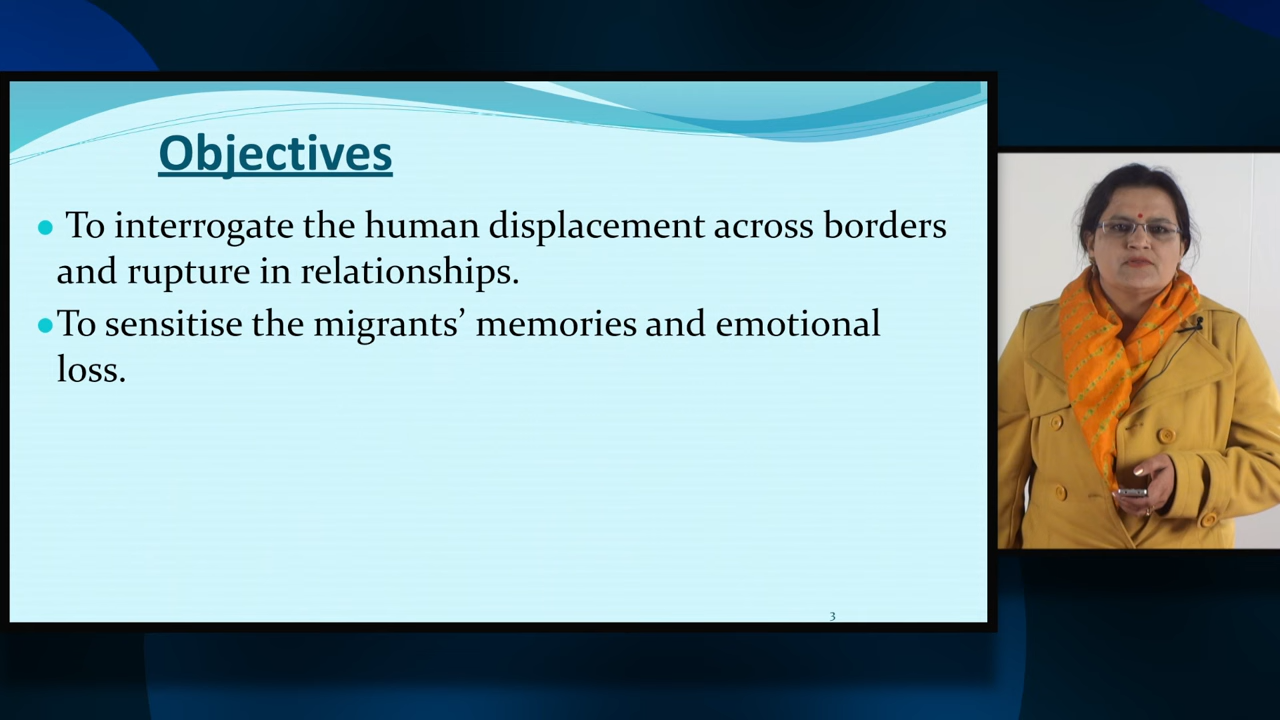 Objectives
To interrogate the human displacement across borders
and rupture in relationships.
To sensitise the migrants’ memories and emotional
loss.
3